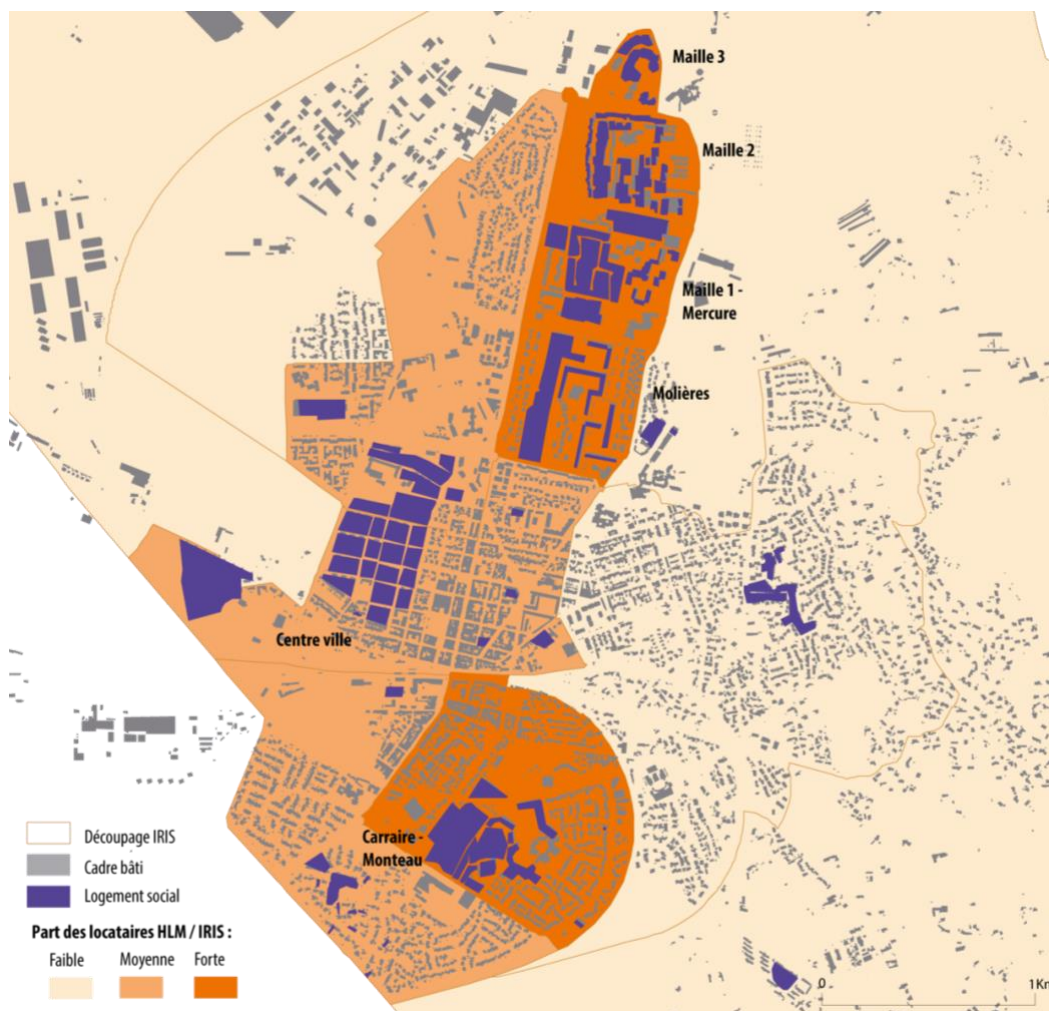 Maille 3
Maille 2
Maille 1 -
Mercure
Molières
Centre ville
Carraire -
Monteau
Découpage IRIS
Cadre bâti
Logement social
Part des locataires HLM / IRIS :
Faible Moyenne Forte
0 1Km